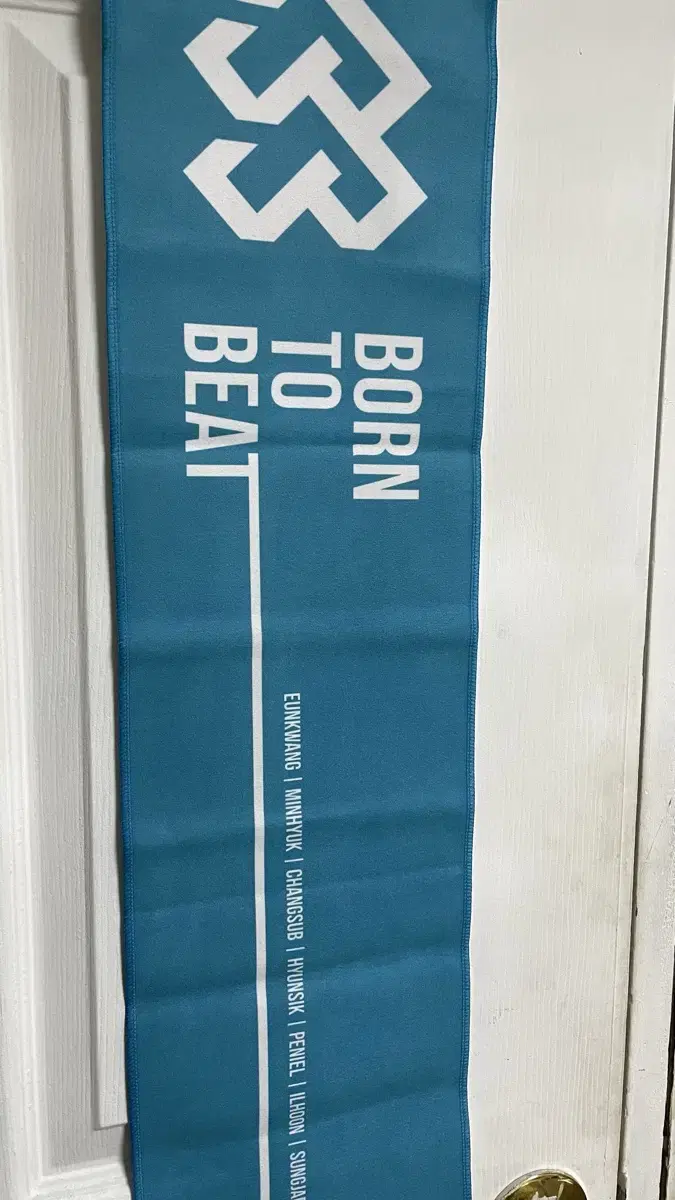 BORN
TO
BEAT
EUNKWANG | MINHYUK | CHANGSUB | HYUNSIK | PENIEL | ILHOON |